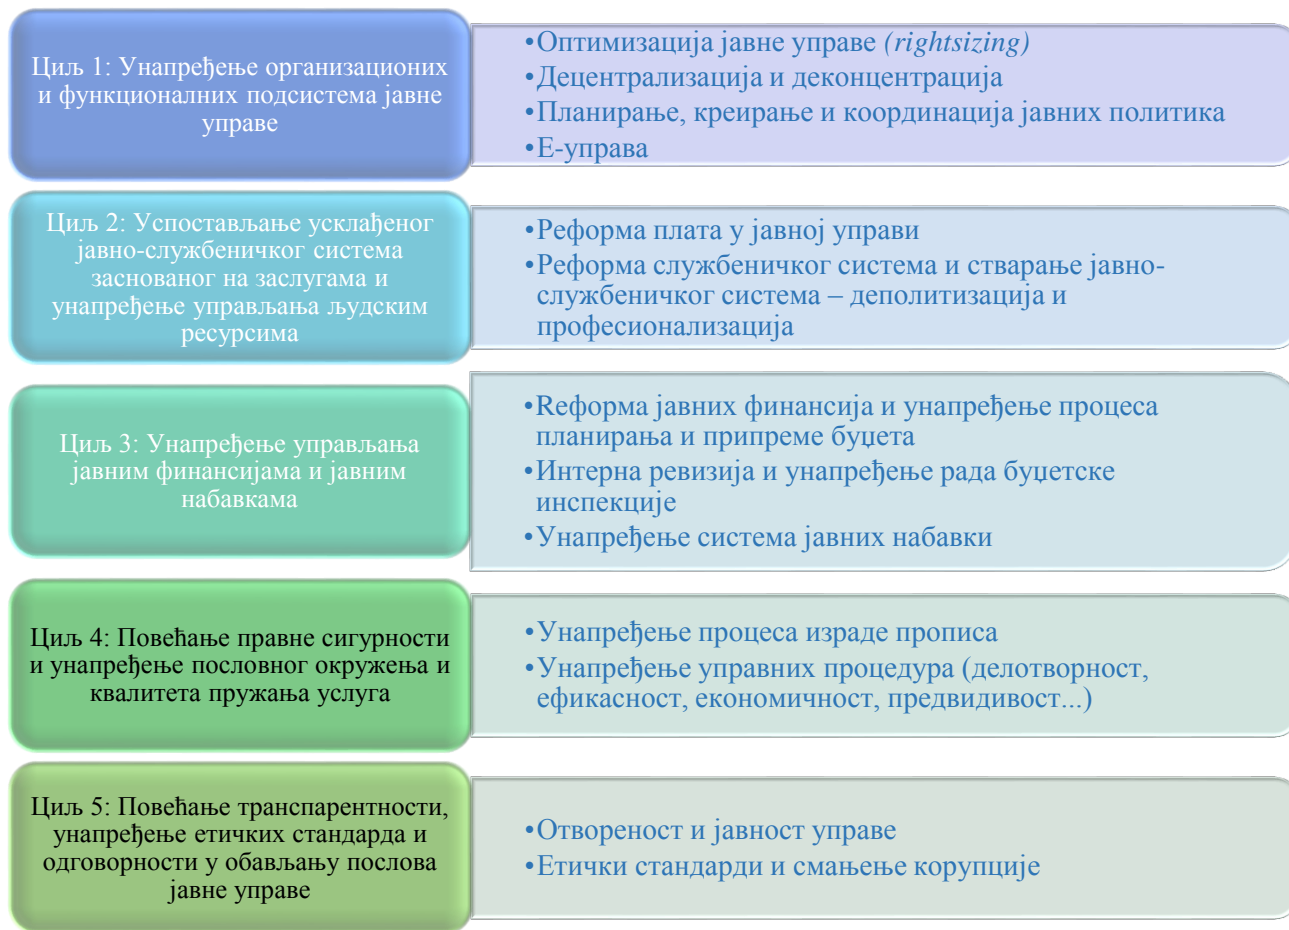 Циљ 1: Унапређење организационих
и функционалних подсистема јавне
управе
•Оптимизација јавне управе (rightsizing)
•Децентрализација и деконцентрација
•Планирање, креирање и координација јавних политика
•Е-управа
Циљ 2: Успостављање усклађеног
јавно-службеничког система
заснованог на заслугама и
унапређење управљања људским
ресурсима
•Реформа плата у јавној управи
•Реформа службеничког система и стварање јавно-
службеничког система – деполитизација и
професионализација
Циљ 3: Унапређење управљања
јавним финансијама и јавним
набавкама
•Rеформа јавних финансија и унапређење процеса
планирања и припреме буџета
•Интерна ревизија и унапређење рада буџетске
инспекције
•Унапређење система јавних набавки
Циљ 4: Повећање правне сигурности
и унапређење пословног окружења и
квалитета пружања услуга
•Унапређење процеса израде прописа
•Унапређење управних процедура (делотворност,
ефикасност, економичност, предвидивост...)
Циљ 5: Повећање транспарентности,
унапређење етичких стандарда и
одговорности у обављању послова
јавне управе
•Отвореност и јавност управе
•Етички стандарди и смањење корупције